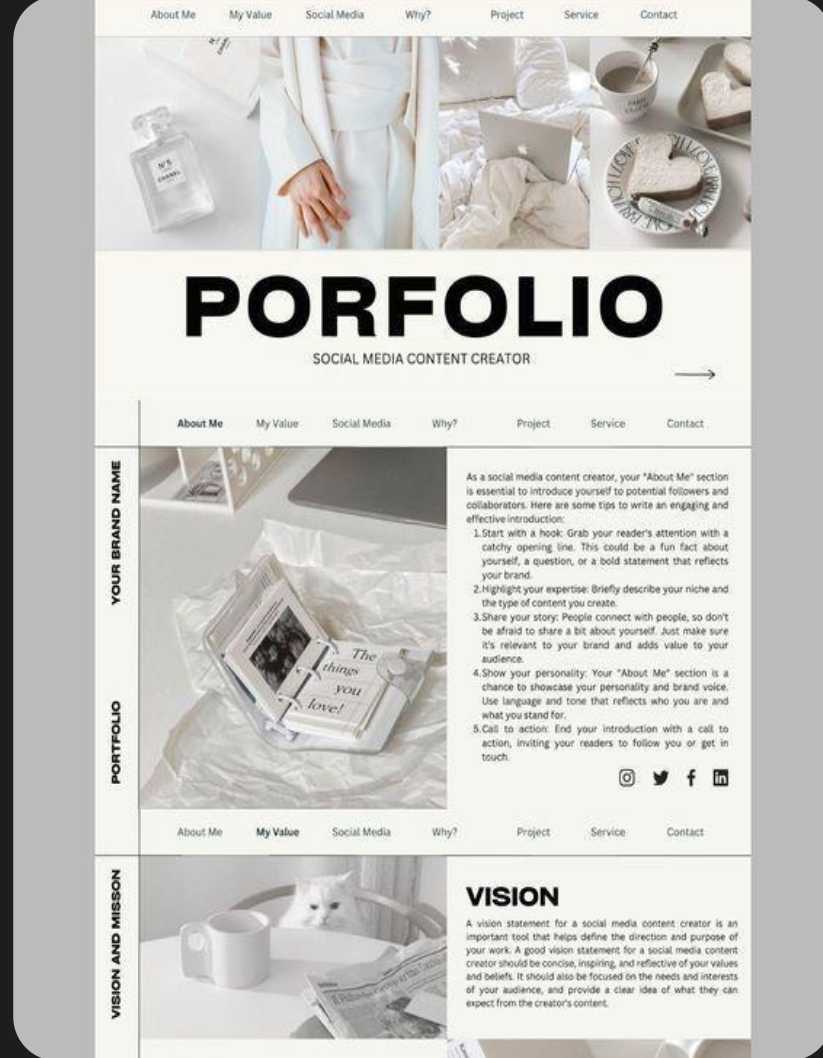 About Me My Value Social Media Why? Project Service Contact
N°5
CHANEL
PORFOLIO
SOCIAL MEDIA CONTENT CREATOR
About Me My Value Social Media Why? Project Service Contact
YOUR BRAND NAME
PORTFOLIO
The
things
you
love!
As a social media content creator, your "About Me" section
is essential to introduce yourself to potential followers and
collaborators. Here are some tips to write an engaging and
effective introduction:
1.Start with a hook: Grab your reader's attention with a
catchy opening line. This could be a fun fact about
yourself, a question, or a bold statement that reflects
your brand.
2.Highlight your expertise: Briefly describe your niche and
the type of content you create.
3.Share your story: People connect with people, so don't
be afraid to share a bit about yourself. Just make sure
it's relevant to your brand and adds value to your
audience.
4.Show your personality: Your "About Me" section is a
chance to showcase your personality and brand voice.
Use language and tone that reflects who you are and
what you stand for.
5.Call to action: End your introduction with a call to
action, inviting your readers to follow you or get in
touch.
About Me My Value Social Media Why? Project Service Contact
VISION AND MISSON
VISION
A vision statement for a social media content creator is an
important tool that helps define the direction and purpose of
your work. A good vision statement for a social media content
creator should be concise, inspiring, and reflective of your values
and beliefs. It should also be focused on the needs and interests
of your audience, and provide a clear idea of what they can
expect from the creator's content.